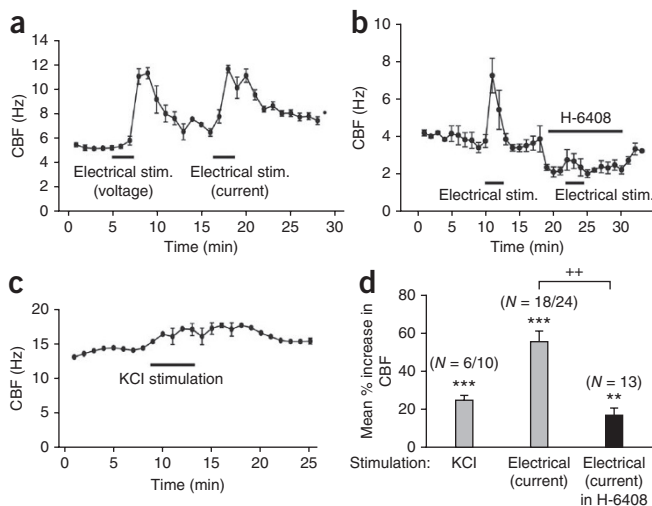 a
14
12
10
8
6
4
2
0
CBF (Hz)
Electrical stim.
(voltage)
Electrical stim.
(current)
*
0 5 10 15 20 25 30
Time (min)
b
10
8
6
4
2
0
CBF (Hz)
H-6408
Electrical stim.
Electrical stim.
0 5 10 15 20 25 30
Time (min)
c
20
15
10
5
0
CBF (Hz)
KCl stimulation
0 5 10 15 20 25
Time (min)
d
80
60
40
20
0
Mean % increase in
CBF
++
(N = 18/24)
***
(N = 6/10)
***
(N = 13)
**
Stimulation:
KCl
Electrical
(current)
Electrical
(current)
in H-6408